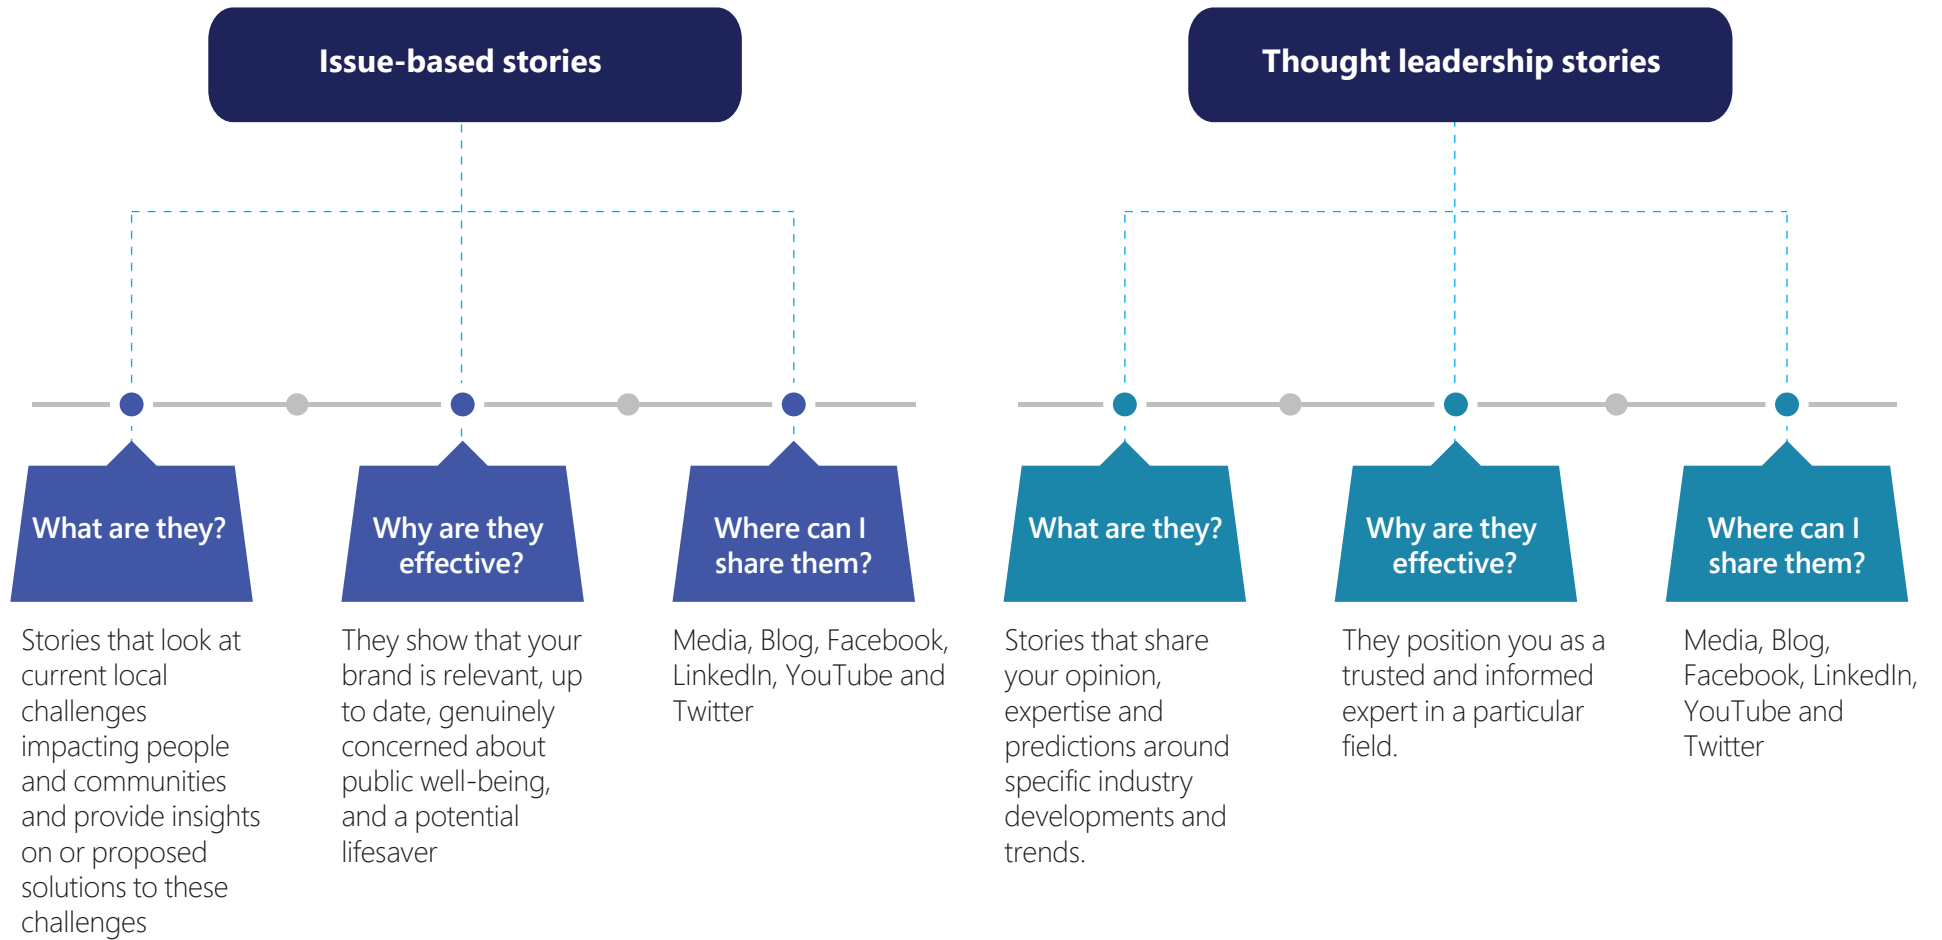 Issue-based stories
What are they?
Stories that look at
current local
challenges
impacting people
and communities
and provide insights
on or proposed
solutions to these
challenges
Why are they
effective?
They show that your
brand is relevant, up
to date, genuinely
concerned about
public well-being,
and a potential
lifesaver
Where can I
share them?
Media, Blog, Facebook,
LinkedIn, YouTube and
Twitter
Thought leadership stories
What are they?
Stories that share
your opinion,
expertise and
predictions around
specific industry
developments and
trends.
Why are they
effective?
They position you as a
trusted and informed
expert in a particular
field.
Where can I
share them?
Media, Blog,
Facebook, LinkedIn,
YouTube and
Twitter